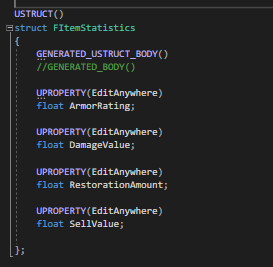 USTRUCT()
struct FItemStatistics
{
GENERATED_USTRUCT_BODY()
//GENERATED_BODY()
UPROPERTY(EditAnywhere)
float ArmorRating;
UPROPERTY(EditAnywhere)
float DamageValue;
UPROPERTY(EditAnywhere)
float RestorationAmount;
UPROPERTY(EditAnywhere)
float SellValue;
};